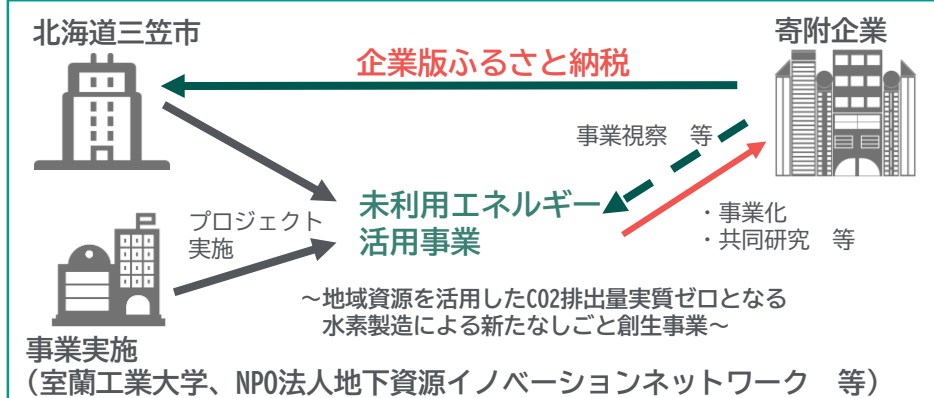 北海道三笠市
寄附企業
企業版ふるさと納税
事業視察　等
未利用エネルギー
活用事業
プロジェクト
実施
・事業化
・共同研究　等
～地域資源を活用したCO2排出量実質ゼロとなる
水素製造による新たなしごと創生事業～
事業実施
（室蘭工業大学、NPO法人地下資源イノベーションネットワーク　等）